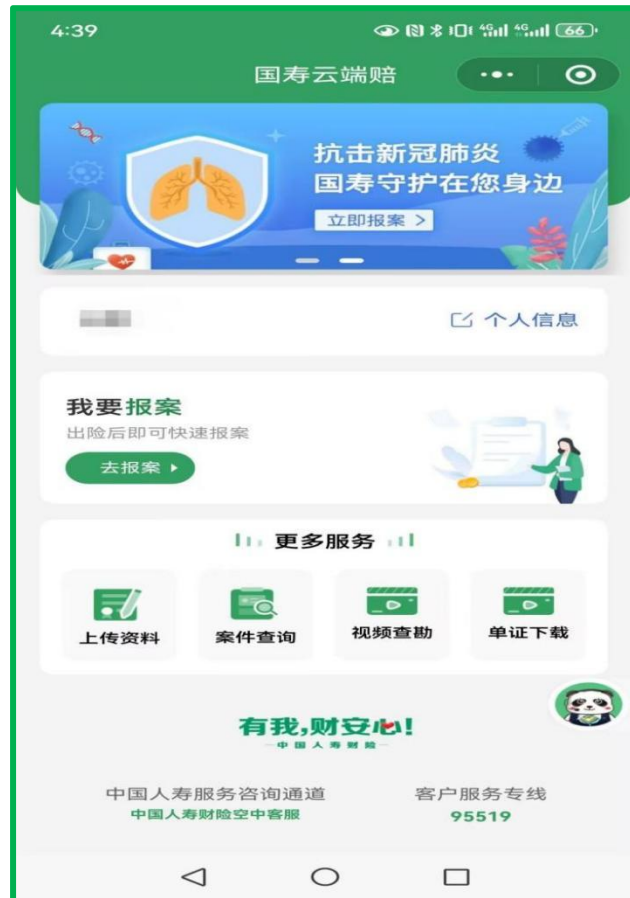 4:39
4G 4G 66
国寿云端赔
抗击新冠肺炎
国寿守护在您身边
立即报案 >
个人信息
我要报案
出险后即可快速报案
去报案
更多服务
上传资料 案件查询 视频查勘 单证下载
有我,财安心!
中国人寿财险
中国人寿服务咨询通道 客户服务专线
中国人寿财险空中客服 95519